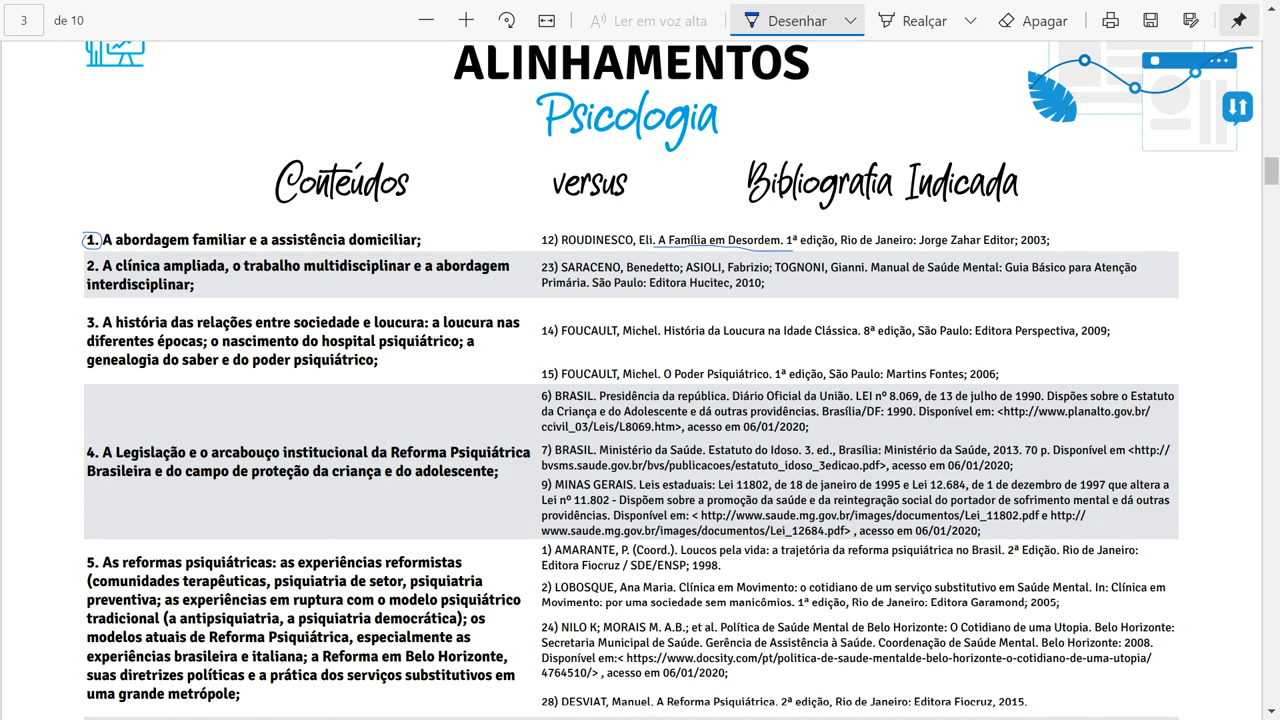 3 de 10 Ler em voz alta Desenhar Realçar Apagar
ALINHAMENTOS
Psicologia
Conteúdos versus Bibliografia Indicada
1. A abordagem familiar e a assistência domiciliar;
12) ROUDINESCO, Eli. A Família em Desordem. 1ª edição, Rio de Janeiro: Jorge Zahar Editor; 2003;
2. A clínica ampliada, o trabalho multidisciplinar e a abordagem
interdisciplinar;
23) SARACENO, Benedetto; ASIOLI, Fabrizio; TOGNONI, Gianni. Manual de Saúde Mental: Guia Básico para Atenção
Primária. São Paulo: Editora Hucitec, 2010;
3. A história das relações entre sociedade e loucura: a loucura nas
diferentes épocas; o nascimento do hospital psiquiátrico; a
genealogia do saber e do poder psiquiátrico;
14) FOUCAULT, Michel. História da Loucura na Idade Clássica. 8ª edição, São Paulo: Editora Perspectiva, 2009;
15) FOUCAULT, Michel. O Poder Psiquiátrico. 1ª edição, São Paulo: Martins Fontes; 2006;
4. A Legislação e o arcabouço institucional da Reforma Psiquiátrica
Brasileira e do campo de proteção da criança e do adolescente;
6) BRASIL. Presidência da república. Diário Oficial da União. LEI nº 8.069, de 13 de julho de 1990. Dispões sobre o Estatuto
da Criança e do Adolescente e dá outras providências. Brasília/DF: 1990. Disponível em: <http://www.planalto.gov.br/
ccivil_03/Leis/L8069.htm>, acesso em 06/01/2020;
7) BRASIL. Ministério da Saúde. Estatuto do Idoso. 3. ed., Brasília: Ministério da Saúde, 2013. 70 p. Disponível em <http://
bvsms.saude.gov.br/bvs/publicacoes/estatuto_idoso_3edicao.pdf>, acesso em 06/01/2020;
9) MINAS GERAIS. Leis estaduais: Lei 11802, de 18 de janeiro de 1995 e Lei 12.684, de 1 de dezembro de 1997 que altera a
Lei nº 11.802 - Dispõem sobre a promoção da saúde e da reintegração social do portador de sofrimento mental e dá outras
providências. Disponível em: < http://www.saude.mg.gov.br/images/documentos/Lei_11802.pdf e http://
www.saude.mg.gov.br/images/documentos/Lei_12684.pdf> , acesso em 06/01/2020;
5. As reformas psiquiátricas: as experiências reformistas
(comunidades terapêuticas, psiquiatria de setor, psiquiatria
preventiva; as experiências em ruptura com o modelo psiquiátrico
tradicional (a antipsiquiatria, a psiquiatria democrática); os
modelos atuais de Reforma Psiquiátrica, especialmente as
experiências brasileira e italiana; a Reforma em Belo Horizonte,
suas diretrizes políticas e a prática dos serviços substitutivos em
uma grande metrópole;
1) AMARANTE, P. (Coord.). Loucos pela vida: a trajetória da reforma psiquiátrica no Brasil. 2ª Edição. Rio de Janeiro:
Editora Fiocruz / SDE/ENSP; 1998.
2) LOBOSQUE, Ana Maria. Clínica em Movimento: o cotidiano de um serviço substitutivo em Saúde Mental. In: Clínica em
Movimento: por uma sociedade sem manicômios. 1ª edição, Rio de Janeiro: Editora Garamond; 2005;
24) NILO K; MORAIS M. A.B.; et al. Política de Saúde Mental de Belo Horizonte: O Cotidiano de uma Utopia. Belo Horizonte:
Secretaria Municipal de Saúde. Gerência de Assistência à Saúde. Coordenação de Saúde Mental. Belo Horizonte: 2008.
Disponível em:< https://www.docsity.com/pt/politica-de-saude-mentalde-belo-horizonte-o-cotidiano-de-uma-utopia/
4764510/> , acesso em 06/01/2020;
28) DESVIAT, Manuel. A Reforma Psiquiátrica. 2ª edição, Rio de Janeiro: Editora Fiocruz, 2015.